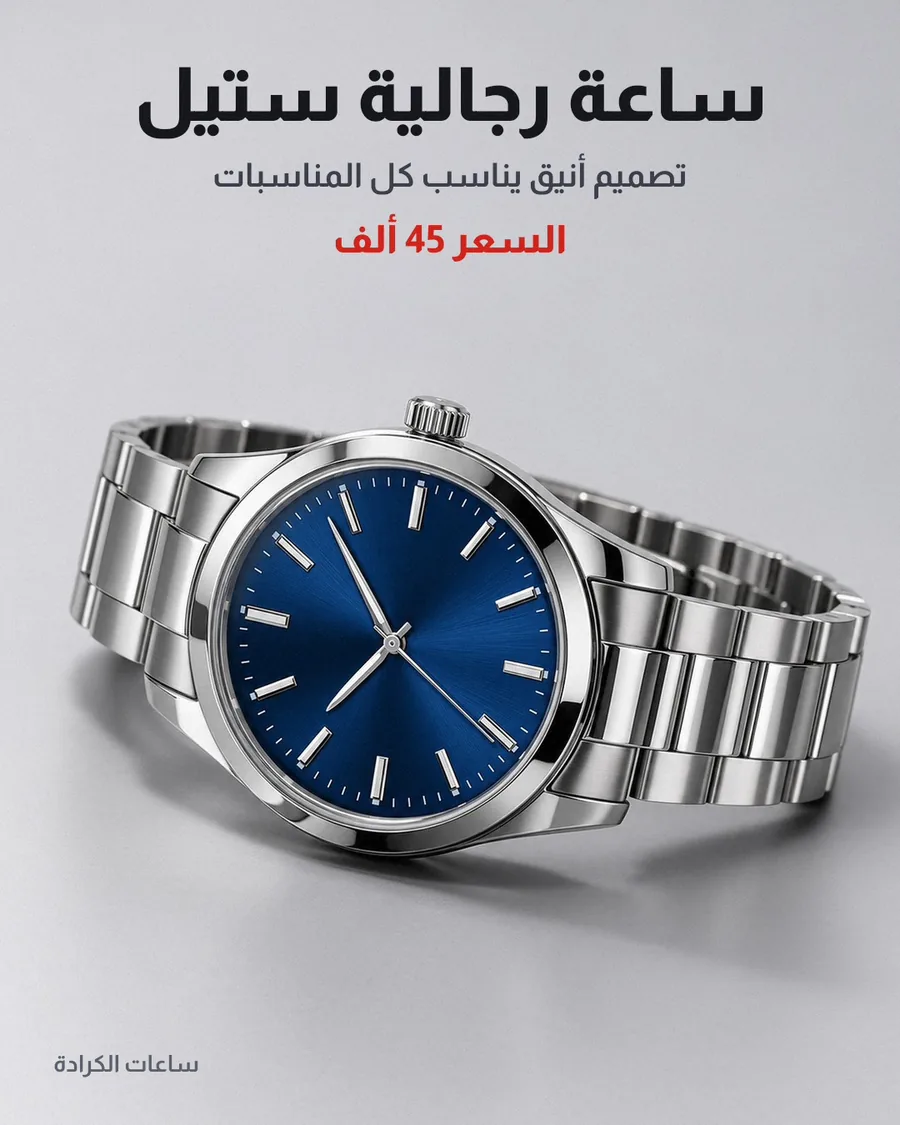 ساعة رجالية ستيل
تصميم أنيق يناسب كل المناسبات
السعر 45 ألف
ساعات الكرادة